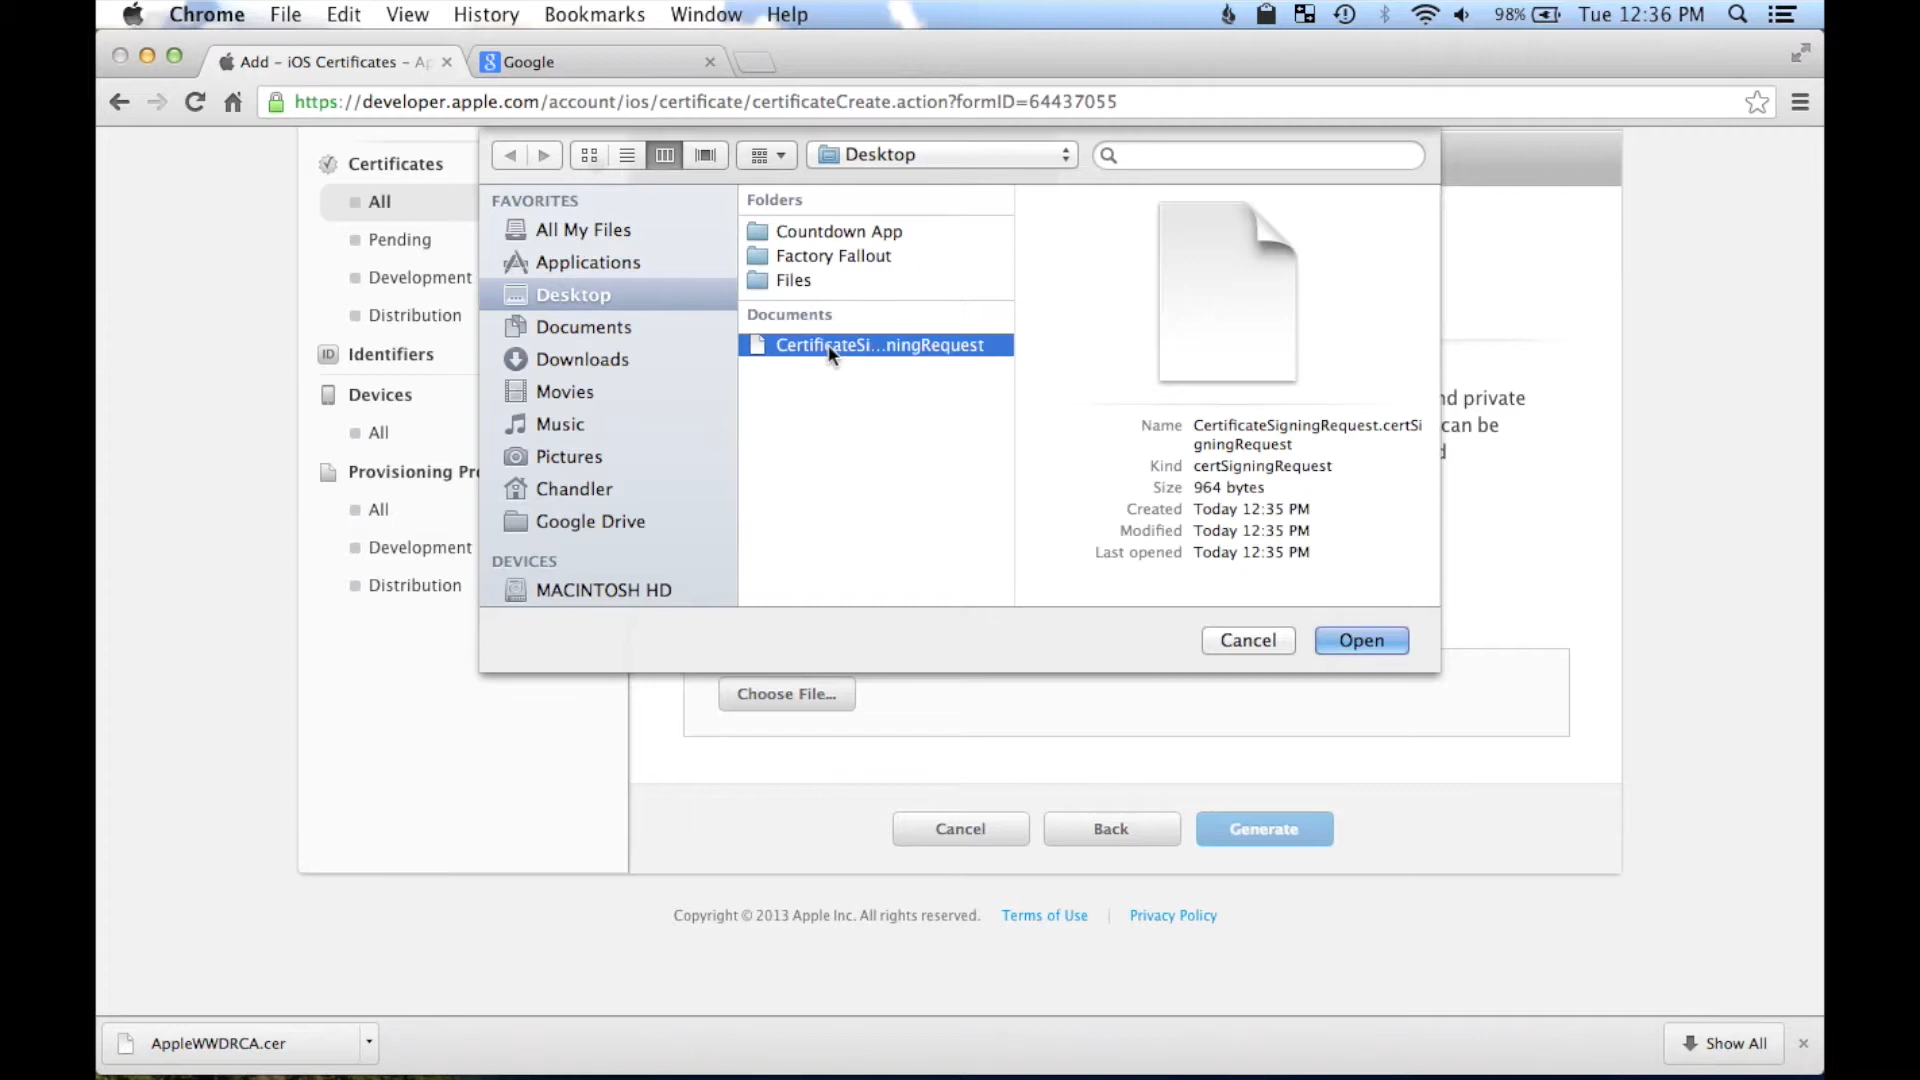 Chrome File Edit View History Bookmarks Window Help 98% Tue 12:36 PM
Add - iOS Certificates - Ap
Google
https://developer.apple.com/account/ios/certificate/certificateCreate.action?formID=64437055
Certificates
All
Pending
Development
Distribution
ID Identifiers
Devices
All
Provisioning Pro
All
Development
Distribution
Desktop
FAVORITES
All My Files
Applications
Desktop
Documents
Downloads
Movies
Music
Pictures
Chandler
Google Drive
DEVICES
MACINTOSH HD
Folders
Countdown App
Factory Fallout
Files
Documents
CertificateSi...ningRequest
Name CertificateSigningRequest.certSi
gningRequest
Kind certSigningRequest
Size 964 bytes
Created Today 12:35 PM
Modified Today 12:35 PM
Last opened Today 12:35 PM
Cancel Open
nd private
can be
d
Choose File...
Cancel Back Generate
Copyright © 2013 Apple Inc. All rights reserved. Terms of Use | Privacy Policy
AppleWWDRCA.cer
Show All